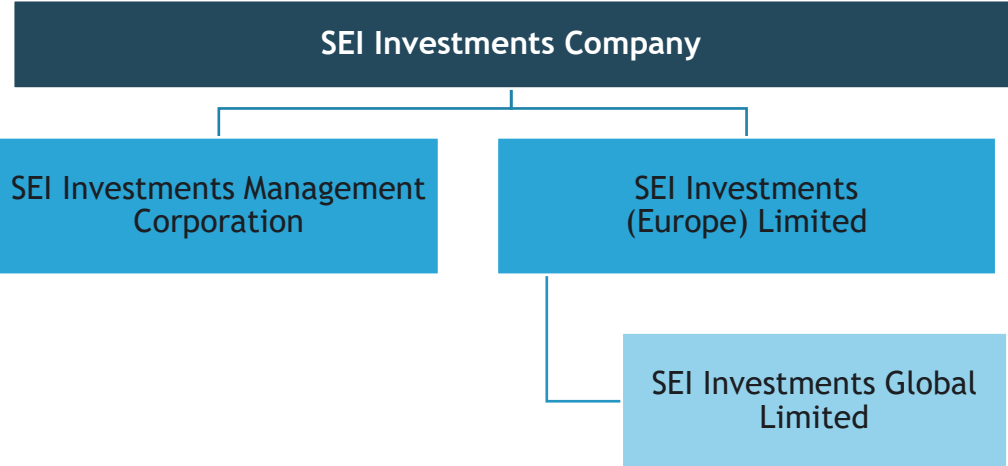 SEI Investments Company
SEI Investments Management
Corporation
SEI Investments
(Europe) Limited
SEI Investments Global
Limited